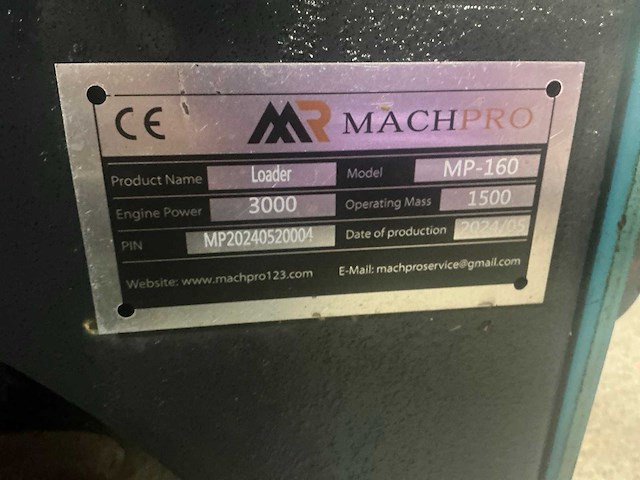 CE MR MACHPRO
Product Name Loader Model MP-160
Engine Power 3000 Operating Mass 1500
PIN MP20240520004 Date of production 2024/05
Website: www.machpro123.com E-Mail: machproservice@gmail.com